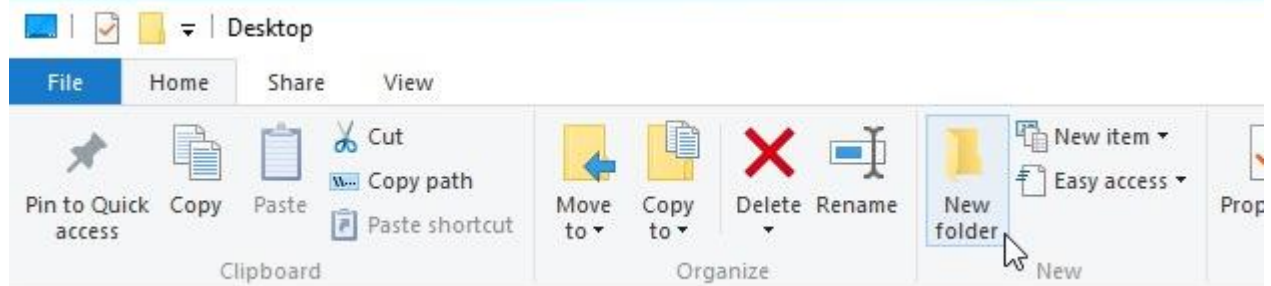 Desktop
File Home Share View
Pin to Quick
access
Copy
Paste
Cut
Copy path
Paste shortcut
Clipboard
Move
to
Copy
to
Delete
Rename
Organize
New
folder
New item
Easy access
New
Prop